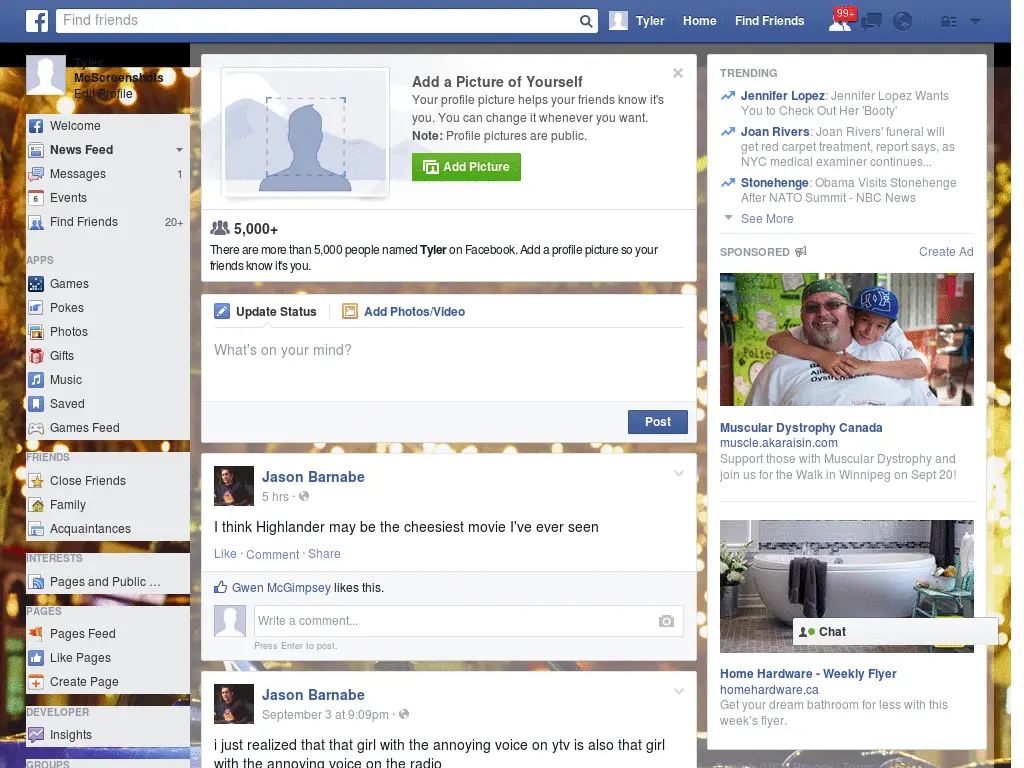 Find friends
Tyler
Home
Find Friends
99+
Tyler
McScreenshots
Edit Profile
Welcome
News Feed
Messages 1
6 Events
Find Friends 20+
APPS
Games
Pokes
Photos
Gifts
Music
Saved
Games Feed
FRIENDS
Close Friends
Family
Acquaintances
INTERESTS
Pages and Public ...
PAGES
Pages Feed
Like Pages
Create Page
DEVELOPER
Insights
GROUPS
Add a Picture of Yourself
Your profile picture helps your friends know it's
you. You can change it whenever you want.
Note: Profile pictures are public.
Add Picture
5,000+
There are more than 5,000 people named Tyler on Facebook. Add a profile picture so your
friends know it's you.
Update Status
Add Photos/Video
What's on your mind?
Post
Jason Barnabe
5 hrs ·
I think Highlander may be the cheesiest movie I've ever seen
Like · Comment · Share
Gwen McGimpsey likes this.
Write a comment...
Press Enter to post.
Jason Barnabe
September 3 at 9:09pm ·
i just realized that that girl with the annoying voice on ytv is also that girl
with the annoying voice on the radio
TRENDING
Jennifer Lopez: Jennifer Lopez Wants
You to Check Out Her 'Booty'
Joan Rivers: Joan Rivers' funeral will
get red carpet treatment, report says, as
NYC medical examiner continues...
Stonehenge: Obama Visits Stonehenge
After NATO Summit - NBC News
See More
SPONSORED
Create Ad
Muscular Dystrophy Canada
muscle.akaraisin.com
Support those with Muscular Dystrophy and
join us for the Walk in Winnipeg on Sept 20!
Chat
Home Hardware - Weekly Flyer
homehardware.ca
Get your dream bathroom for less with this
week's flyer.